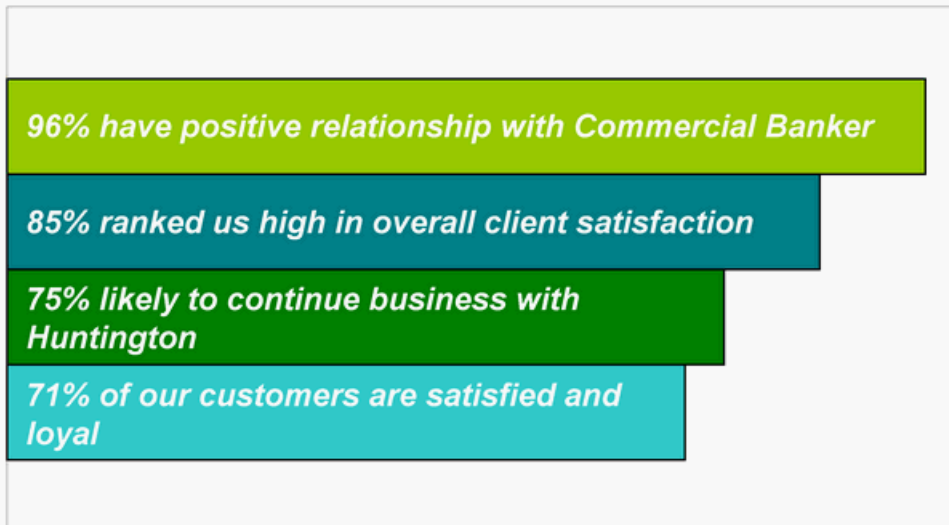 96% have positive relationship with Commercial Banker
85% ranked us high in overall client satisfaction
75% likely to continue business with
Huntington
71% of our customers are satisfied and
loyal